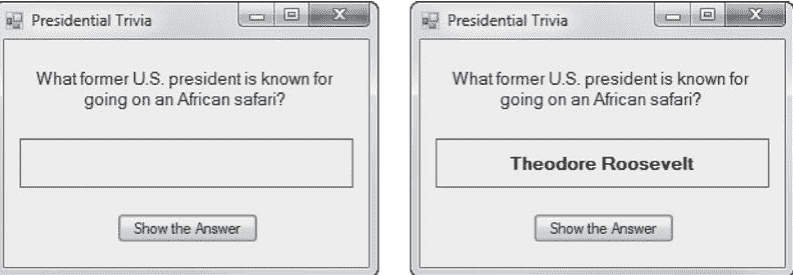 Presidential Trivia
What former U.S. president is known for
going on an African safari?
Show the Answer
Presidential Trivia
What former U.S. president is known for
going on an African safari?
Theodore Roosevelt
Show the Answer